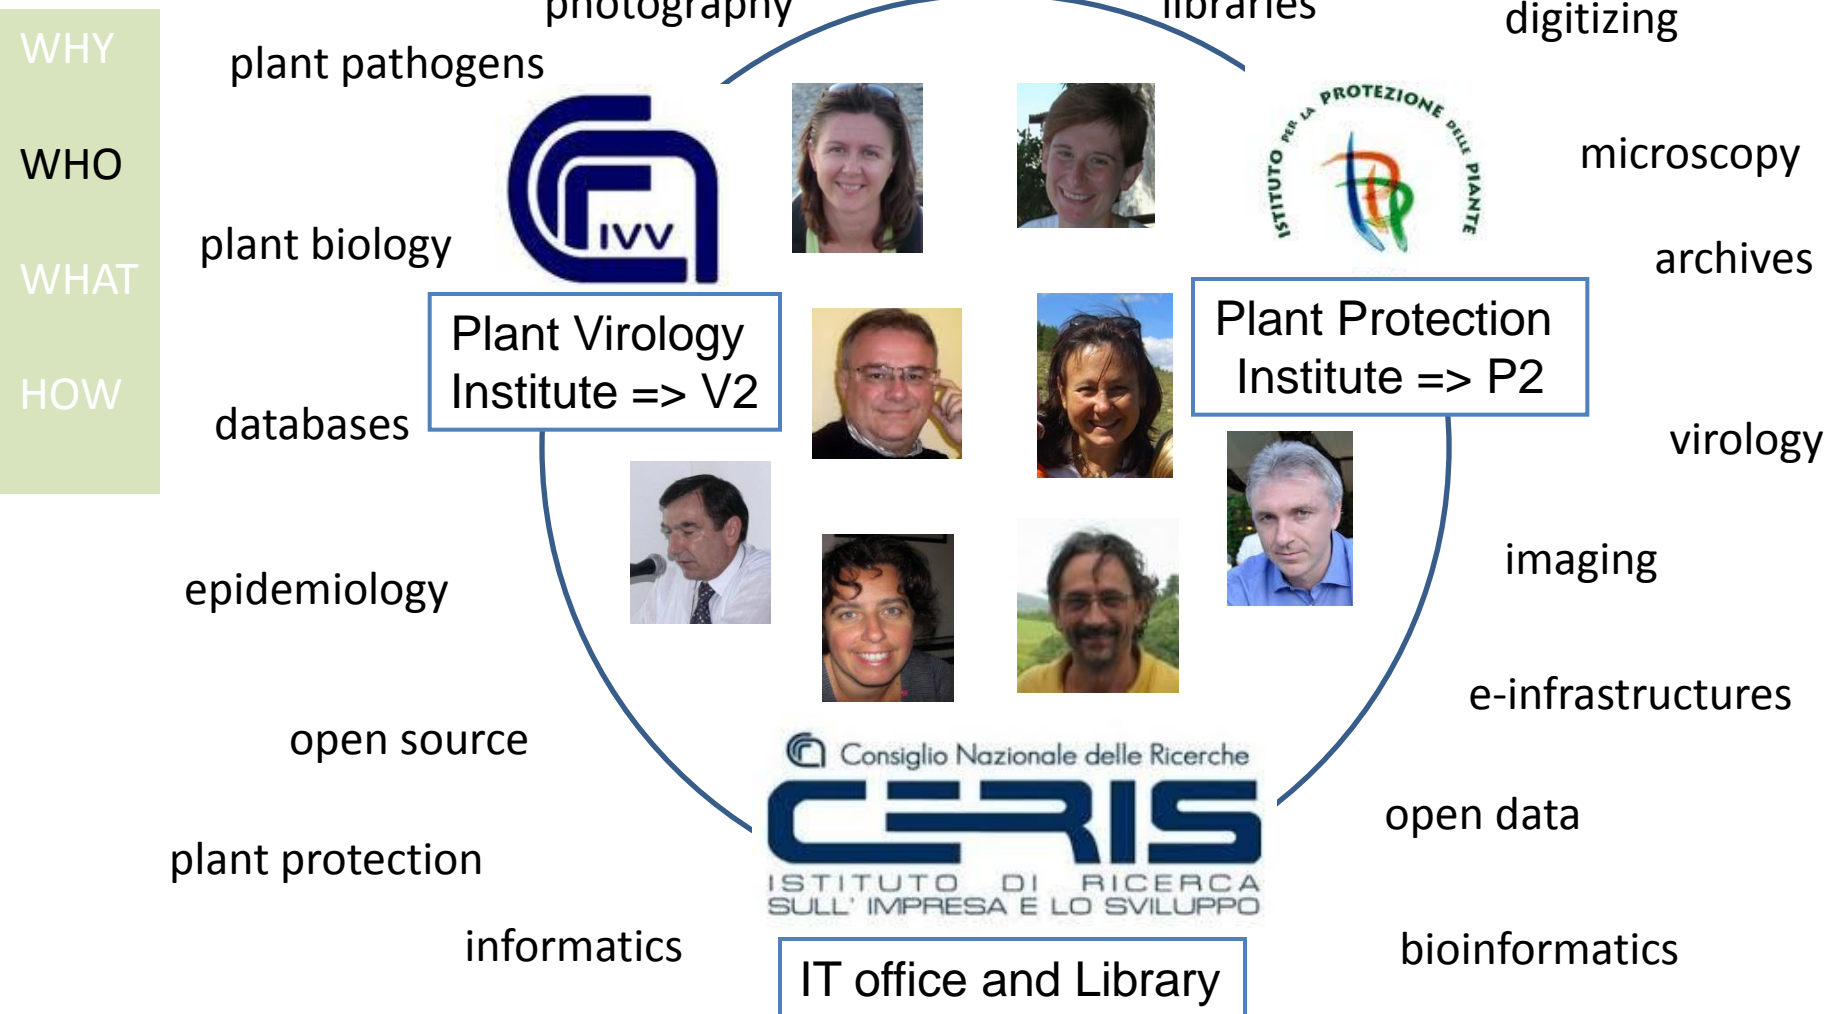 photography
libraries
digitizing
WHY
plant pathogens
WHO
IVV
ISTITUTO PER LA PROTEZIONE DELLE PIANTE
microscopy
plant biology
archives
WHAT
Plant Virology
Institute => V2
Plant Protection
Institute => P2
HOW
databases
virology
epidemiology
imaging
e-infrastructures
open source
Consiglio Nazionale delle Ricerche
CERIS
ISTITUTO DI RICERCA
SULL' IMPRESA E LO SVILUPPO
open data
plant protection
informatics
bioinformatics
IT office and Library